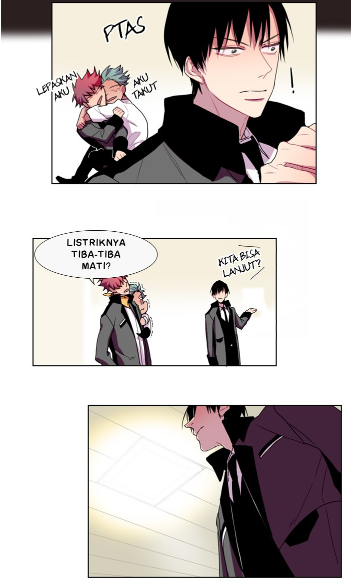 PTAS
LEPASKAN
AKU
AKU
TAKUT
!
LISTRIKNYA
TIBA-TIBA
MATI?
KITA BISA
LANJUT?